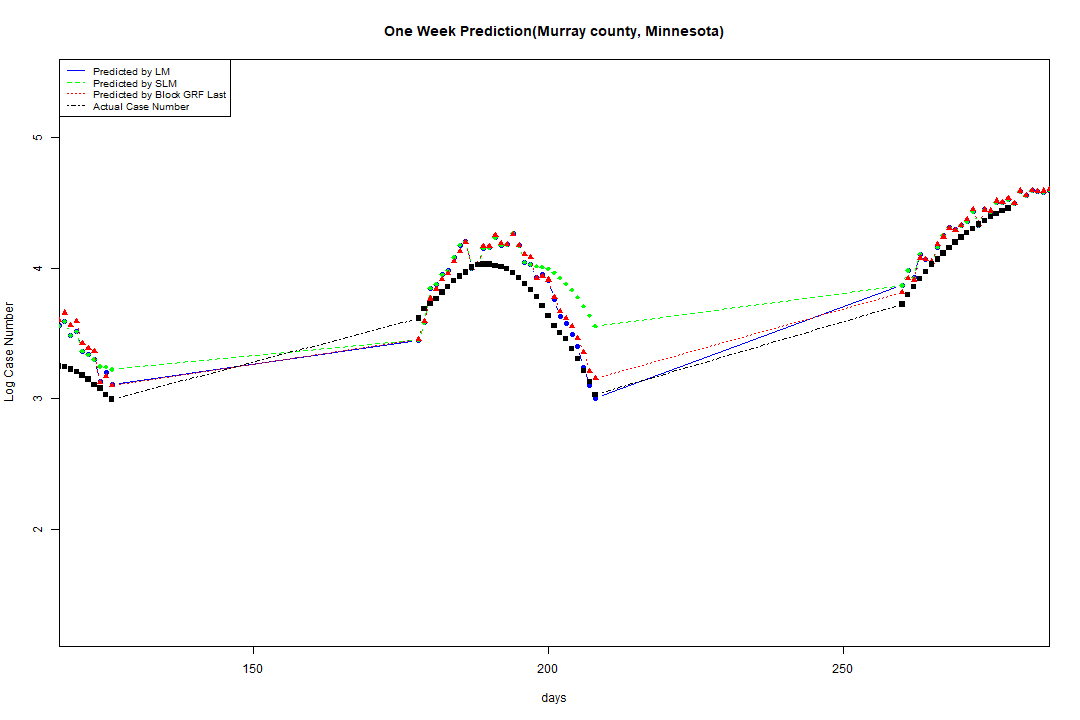 One Week Prediction(Murray county, Minnesota)
Predicted by LM
Predicted by SLM
Predicted by Block GRF Last
Actual Case Number
5
4
3
2
Log Case Number
150
200
250
days